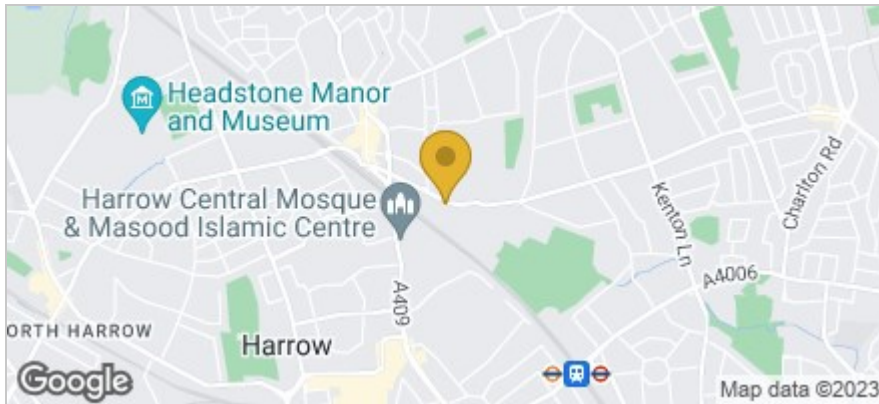 Headstone Manor
and Museum
Charlton Rd
Harrow Central Mosque
& Masood Islamic Centre
Kenton Ln
A4006
A409
ORTH HARROW
Harrow
Google
Map data ©2023